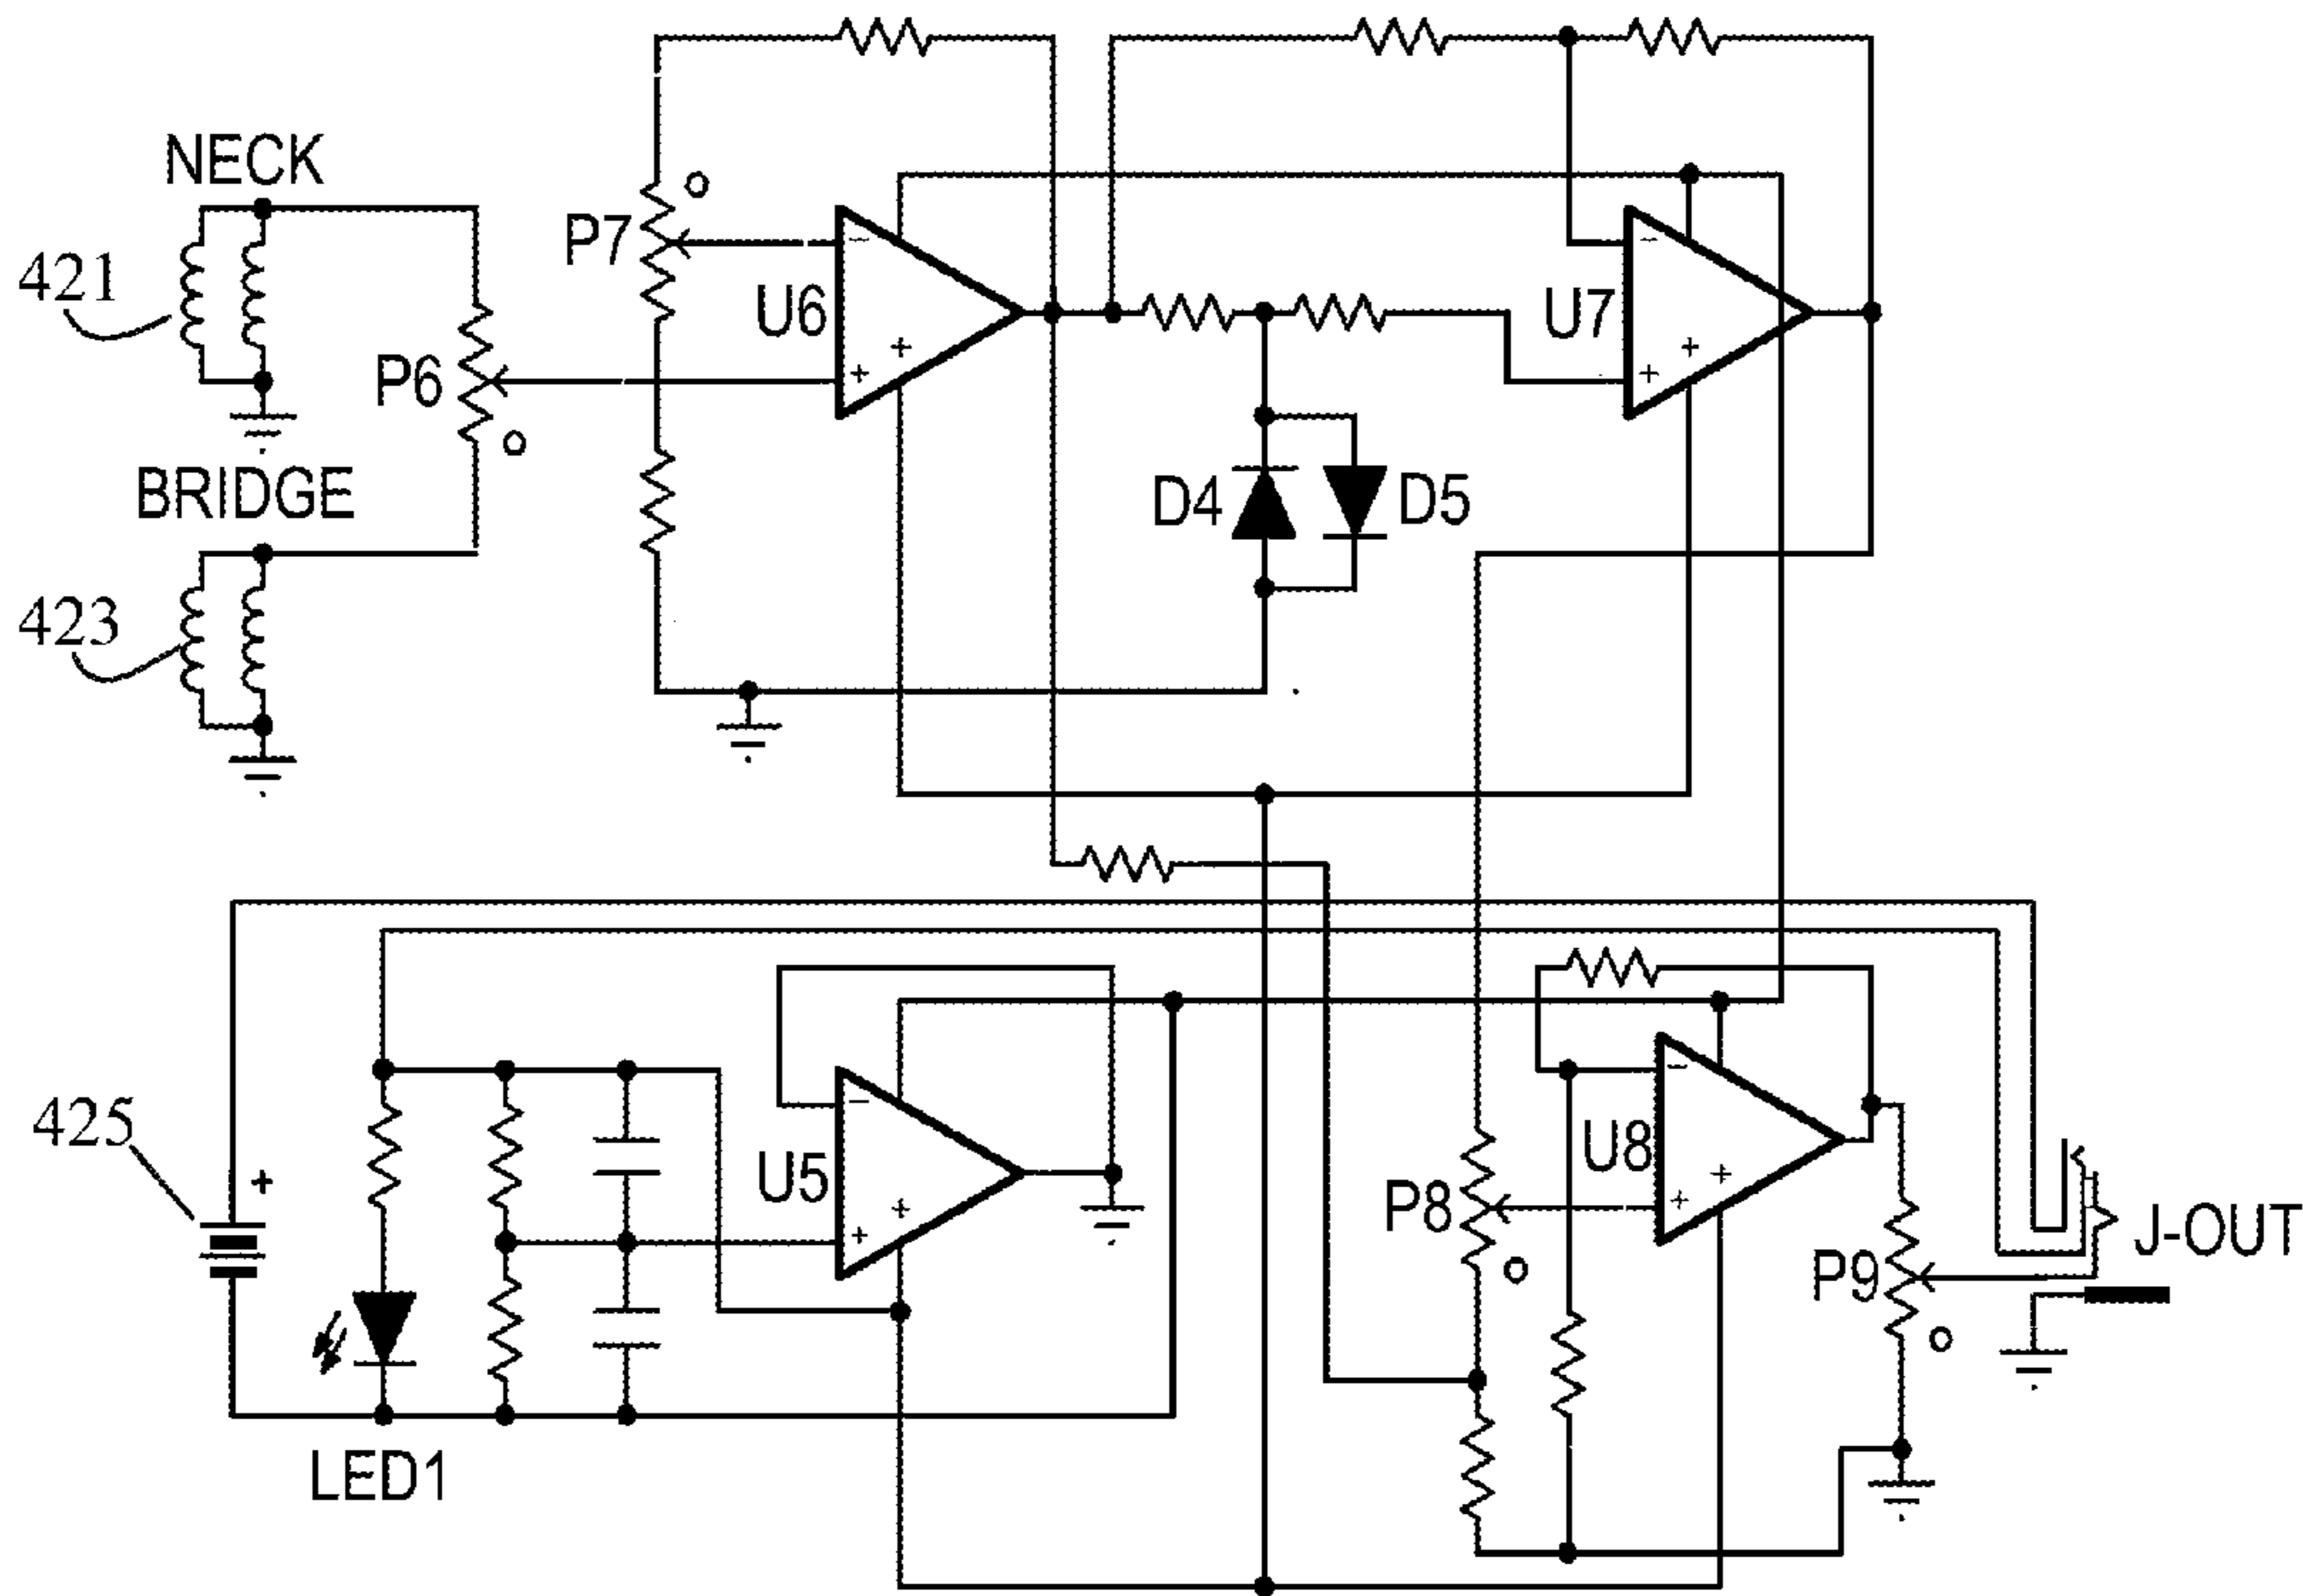 NECK
421
P7
U6
U7
P6
BRIDGE
D4
D5
423
425
+
U5
U8
P8
P9
J-OUT
LED1